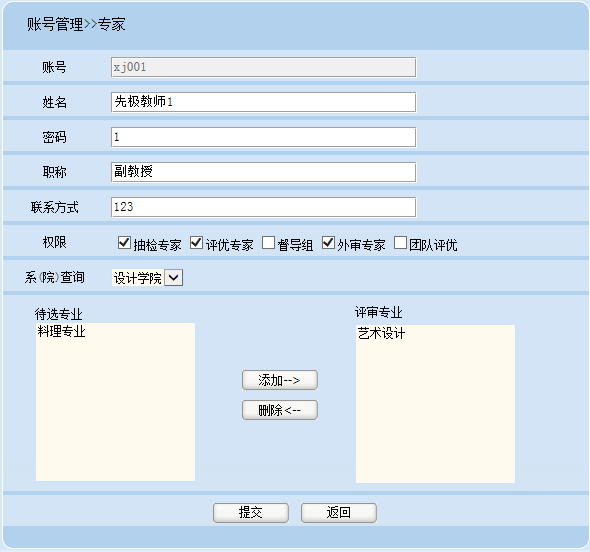 账号管理>>专家
账号 xj001
姓名 先极教师1
密码 1
职称 副教授
联系方式 123
权限 抽检专家 评优专家 督导组 外审专家 团队评优
系(院)查询 设计学院
待选专业 评审专业
料理专业 艺术设计
添加-->
删除<--
提交 返回